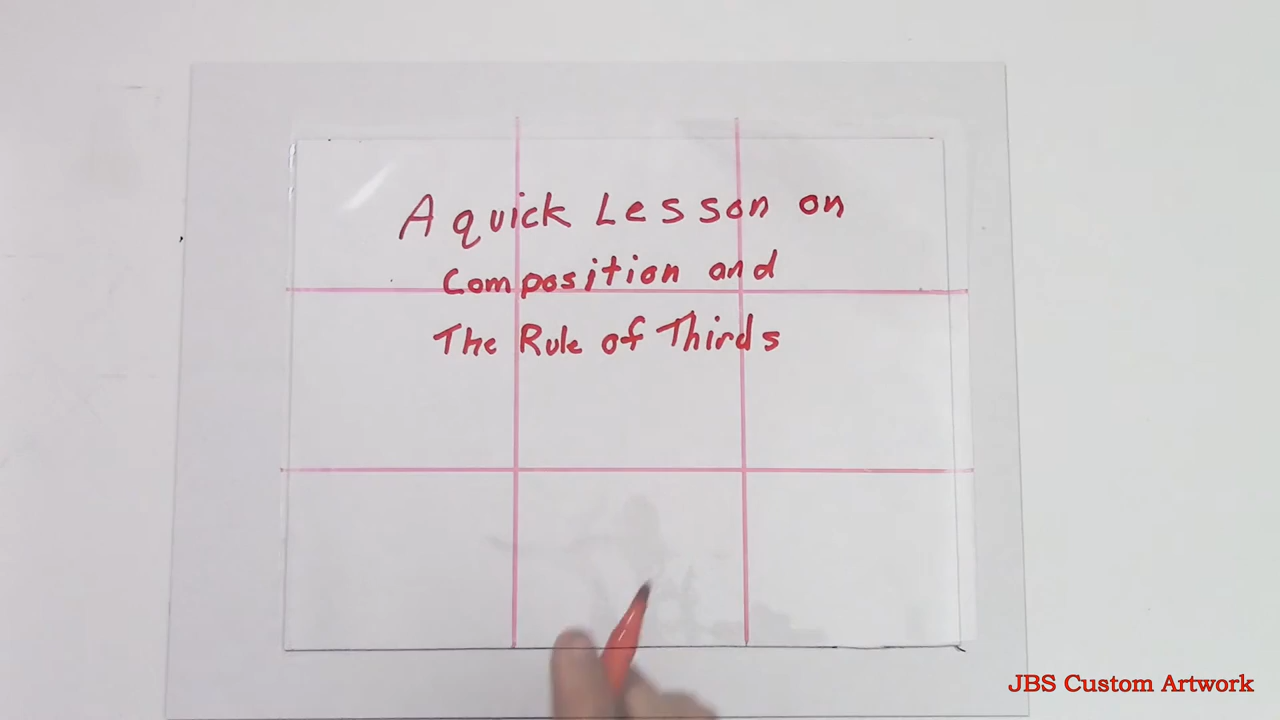 A quick Lesson on
Composition and
The Rule of Thirds
JBS Custom Artwork